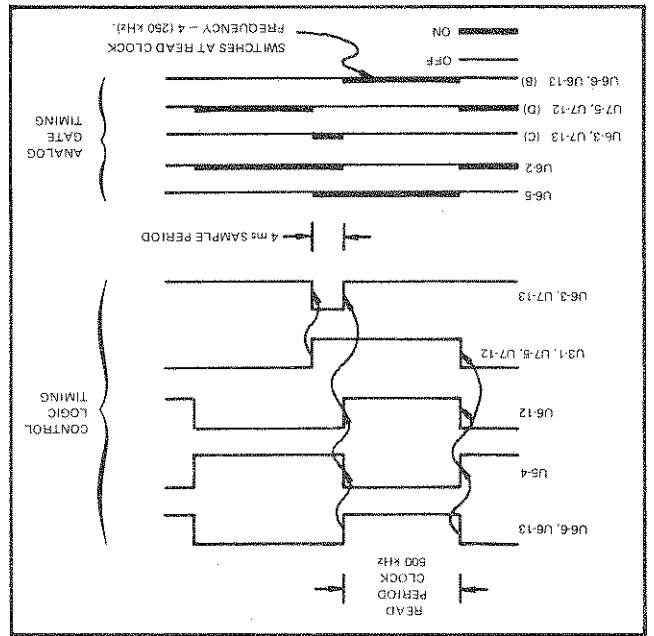 READ
PERIOD
CLOCK
500 kHz
U6-6, U6-13
U5-4
U6-12
U3-1, U7-5, U7-12
U6-3, U7-13
CONTROL
LOGIC
TIMING
4 ms SAMPLE PERIOD
U6-5
U6-2
U6-3, U7-13 (C)
U7-5, U7-12 (D)
U6-6, U6-13 (B)
ANALOG
GATE
TIMING
OFF
ON
SWITCHES AT READ CLOCK
FREQUENCY – 4 (250 kHz).